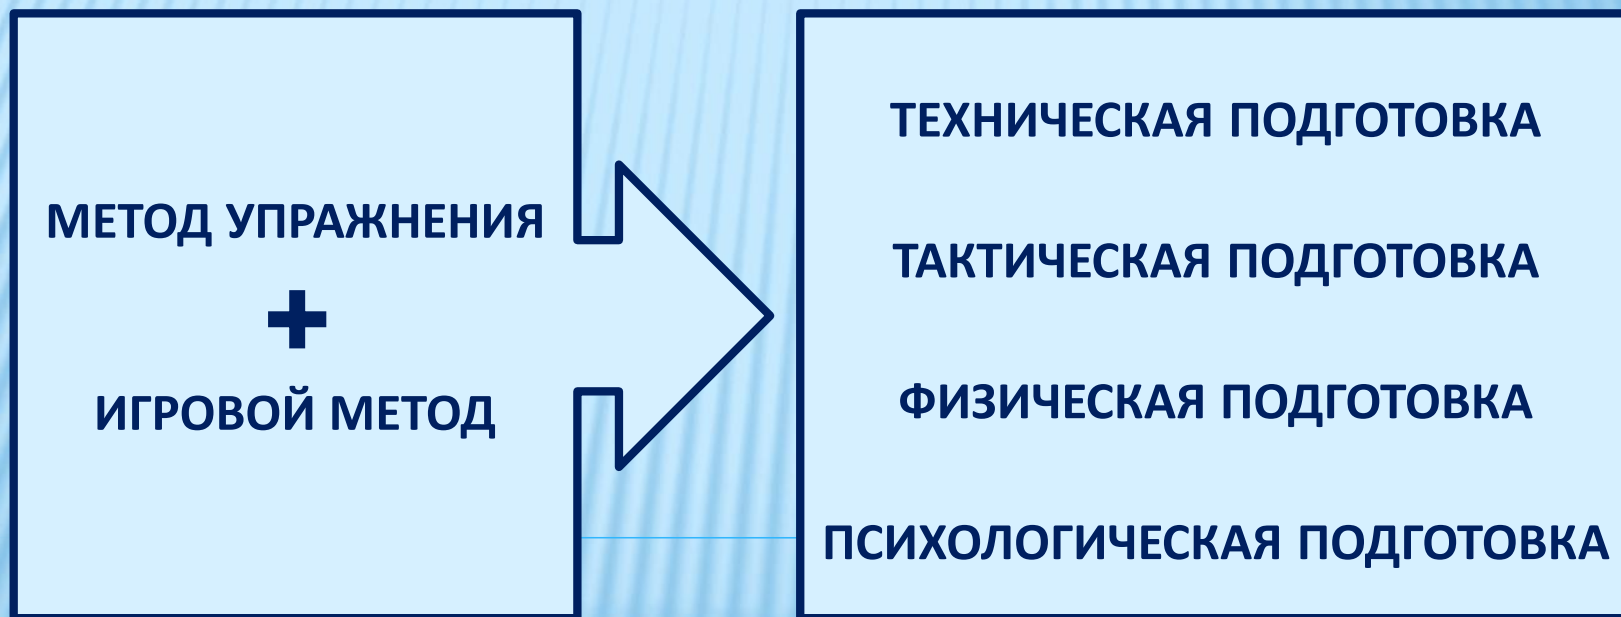 МЕТОД УПРАЖНЕНИЯ
+
ИГРОВОЙ МЕТОД
ТЕХНИЧЕСКАЯ ПОДГОТОВКА
ТАКТИЧЕСКАЯ ПОДГОТОВКА
ФИЗИЧЕСКАЯ ПОДГОТОВКА
ПСИХОЛОГИЧЕСКАЯ ПОДГОТОВКА